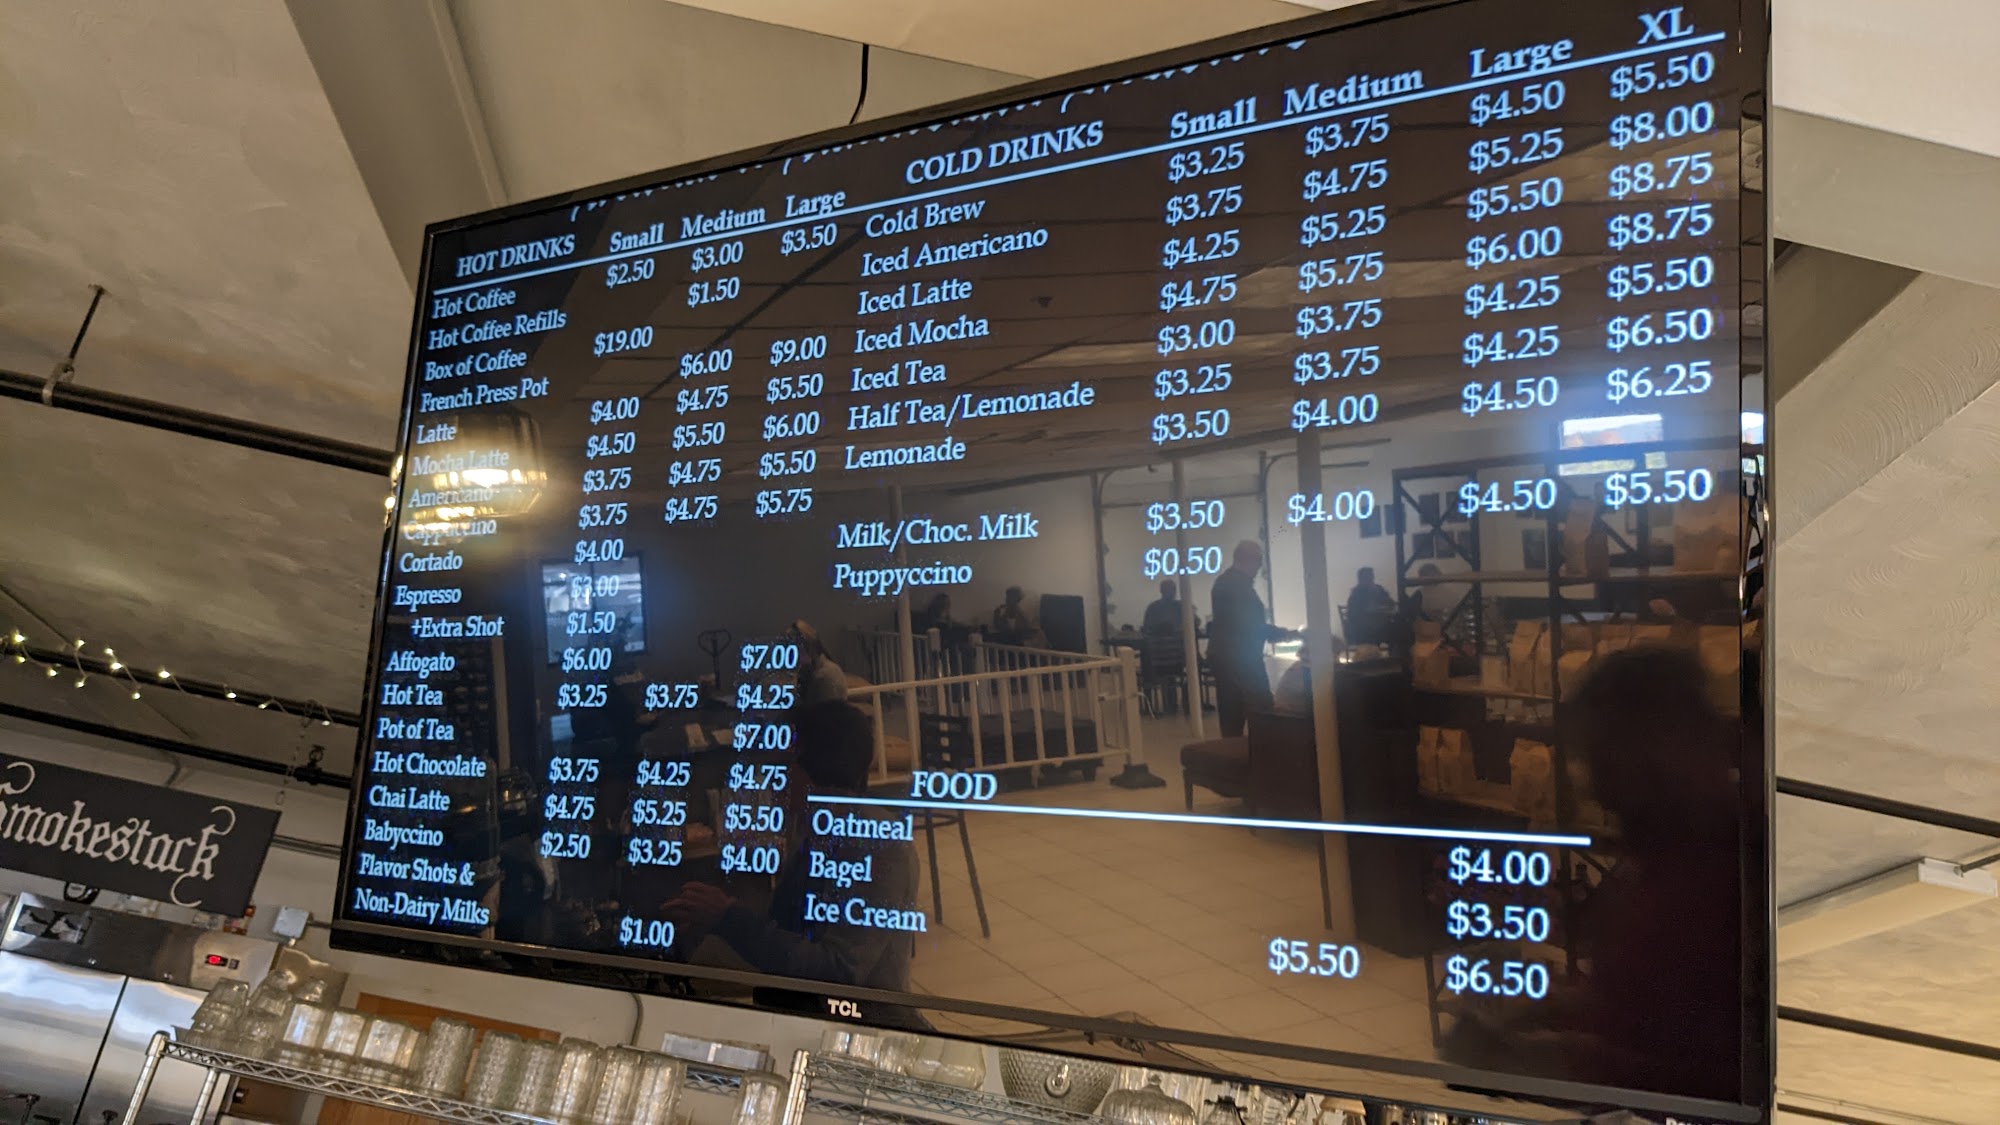 HOT DRINKS Small Medium Large
Hot Coffee $2.50 $3.00 $3.50
Hot Coffee Refills $1.50
Box of Coffee $19.00
French Press Pot $6.00 $9.00
Latte $4.00 $4.75 $5.50
Mocha Latte $4.50 $5.50 $6.00
Americano $3.75 $4.75 $5.50
Cappuccino $3.75 $4.75 $5.75
Cortado $4.00
Espresso $3.00
+Extra Shot $1.50
Affogato $6.00 $7.00
Hot Tea $3.25 $3.75 $4.25
Pot of Tea $7.00
Hot Chocolate $3.75 $4.25 $4.75
Chai Latte $4.75 $5.25 $5.50
Babyccino $2.50 $3.25 $4.00
Flavor Shots &
Non-Dairy Milks $1.00
COLD DRINKS Small Medium Large XL
Cold Brew $3.25 $3.75 $4.50 $5.50
Iced Americano $3.75 $4.75 $5.25 $8.00
Iced Latte $4.25 $5.25 $5.50 $8.75
Iced Mocha $4.75 $5.75 $6.00 $8.75
Iced Tea $3.00 $3.75 $4.25 $5.50
Half Tea/Lemonade $3.25 $3.75 $4.25 $6.50
Lemonade $3.50 $4.00 $4.50 $6.25
Milk/Choc. Milk $3.50 $4.00 $4.50 $5.50
Puppyccino $0.50
FOOD
Oatmeal $4.00
Bagel $3.50
Ice Cream $5.50 $6.50
TCL
Smokestack